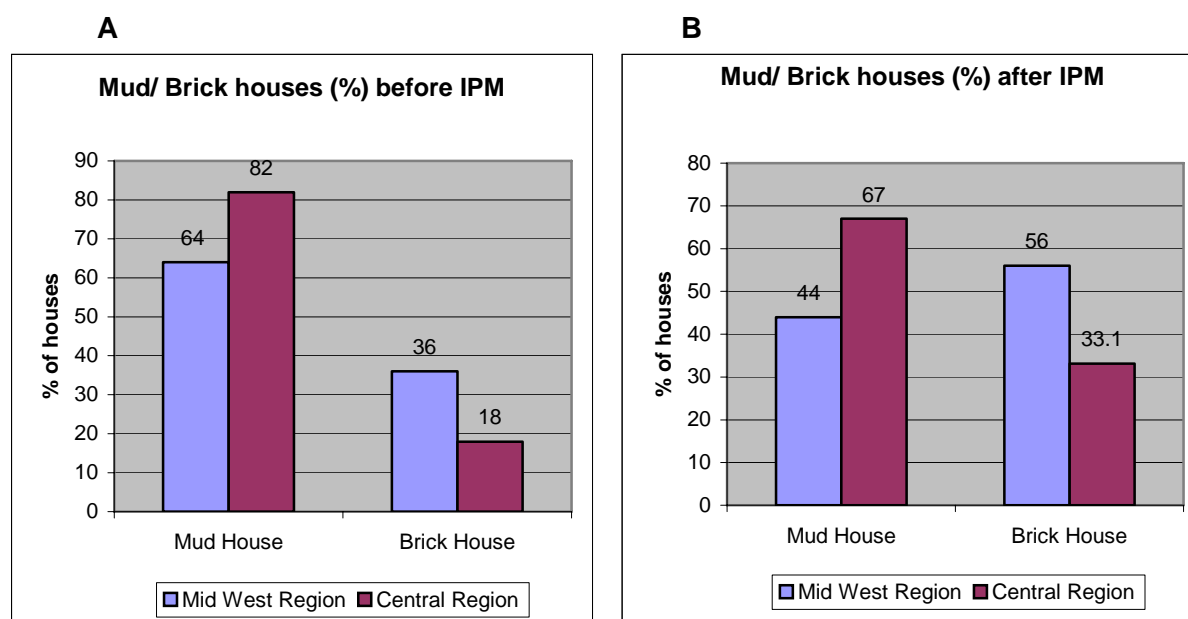 A
Mud/ Brick houses (%) before IPM
% of houses
90
80
70
60
50
40
30
20
10
0
64
82
36
18
Mud House Brick House
Mid West Region Central Region
B
Mud/ Brick houses (%) after IPM
% of houses
80
70
60
50
40
30
20
10
0
44
67
56
33.1
Mud House Brick House
Mid West Region Central Region